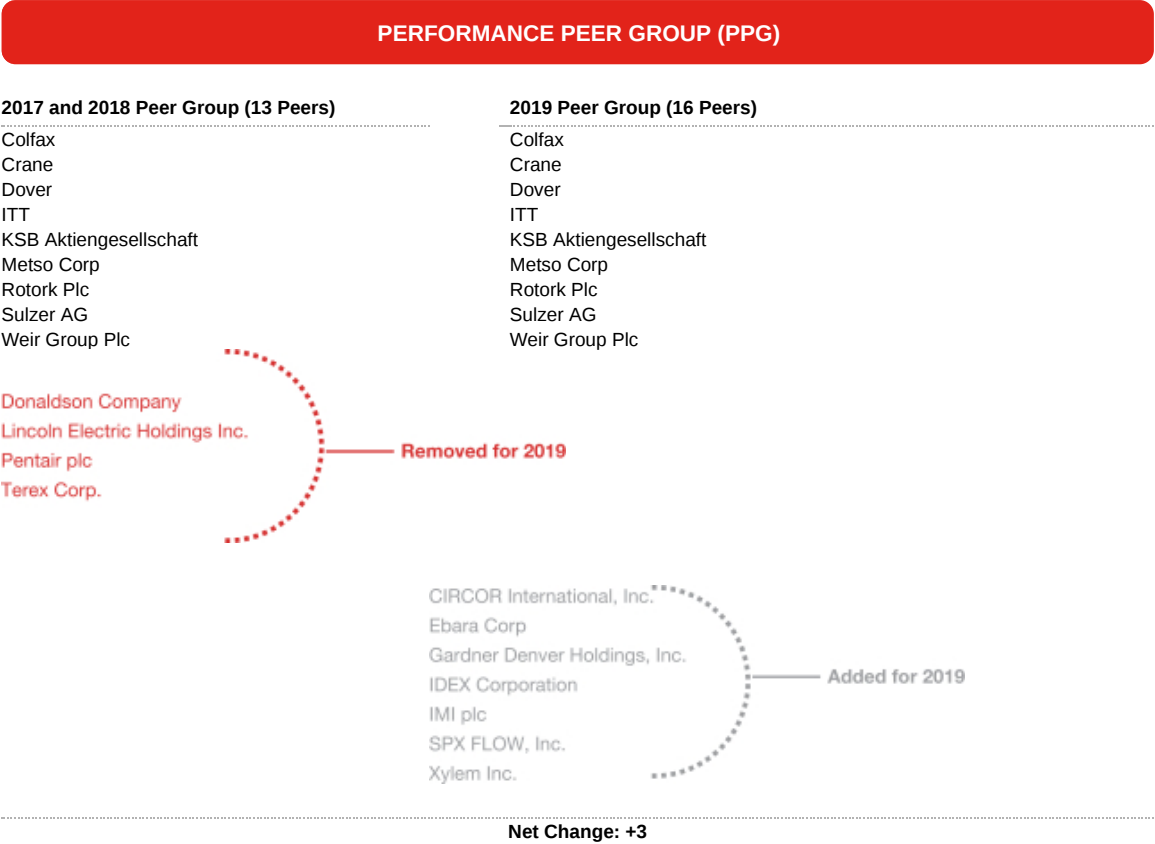 PERFORMANCE PEER GROUP (PPG)
2017 and 2018 Peer Group (13 Peers)
Colfax
Crane
Dover
ITT
KSB Aktiengesellschaft
Metso Corp
Rotork Plc
Sulzer AG
Weir Group Plc
Donaldson Company
Lincoln Electric Holdings Inc.
Pentair plc
Terex Corp.
Removed for 2019
2019 Peer Group (16 Peers)
Colfax
Crane
Dover
ITT
KSB Aktiengesellschaft
Metso Corp
Rotork Plc
Sulzer AG
Weir Group Plc
CIRCOR International, Inc.
Ebara Corp
Gardner Denver Holdings, Inc.
IDEX Corporation
IMI plc
SPX FLOW, Inc.
Xylem Inc.
Added for 2019
Net Change: +3